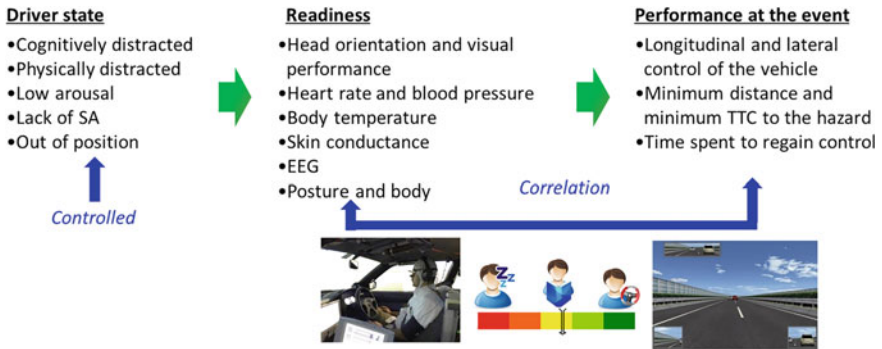 Driver state
•Cognitively distracted
•Physically distracted
•Low arousal
•Lack of SA
•Out of position
Controlled
Readiness
•Head orientation and visual
performance
•Heart rate and blood pressure
•Body temperature
•Skin conductance
•EEG
•Posture and body
Correlation
Performance at the event
•Longitudinal and lateral
control of the vehicle
•Minimum distance and
minimum TTC to the hazard
•Time spent to regain control
zzz